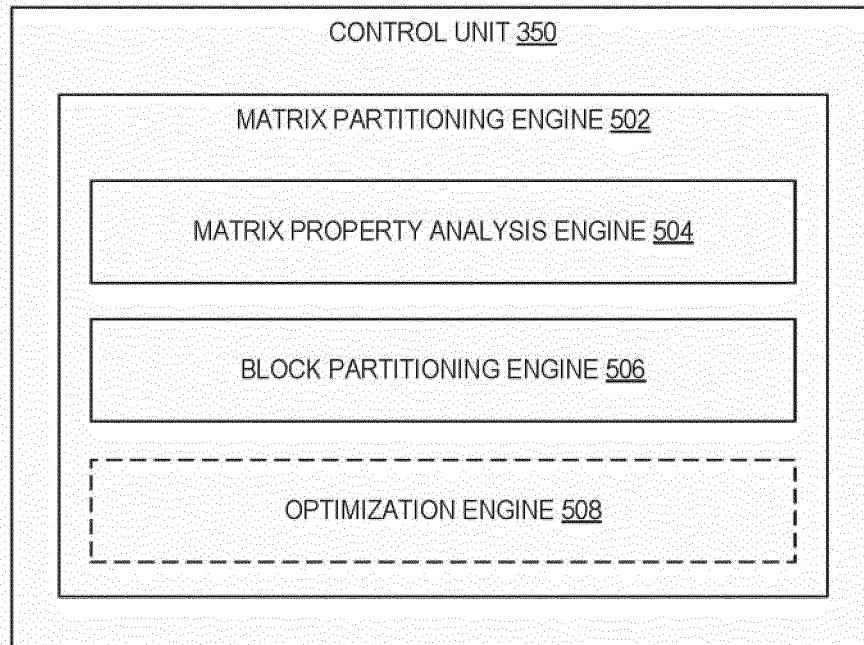 CONTROL UNIT 350
MATRIX PARTITIONING ENGINE 502
MATRIX PROPERTY ANALYSIS ENGINE 504
BLOCK PARTITIONING ENGINE 506
OPTIMIZATION ENGINE 508